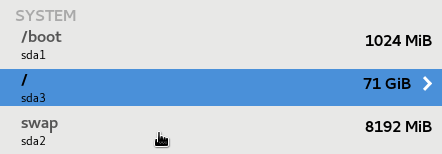 SYSTEM
/boot 1024 MiB
sda1
/ 71 GiB
sda3
swap 8192 MiB
sda2